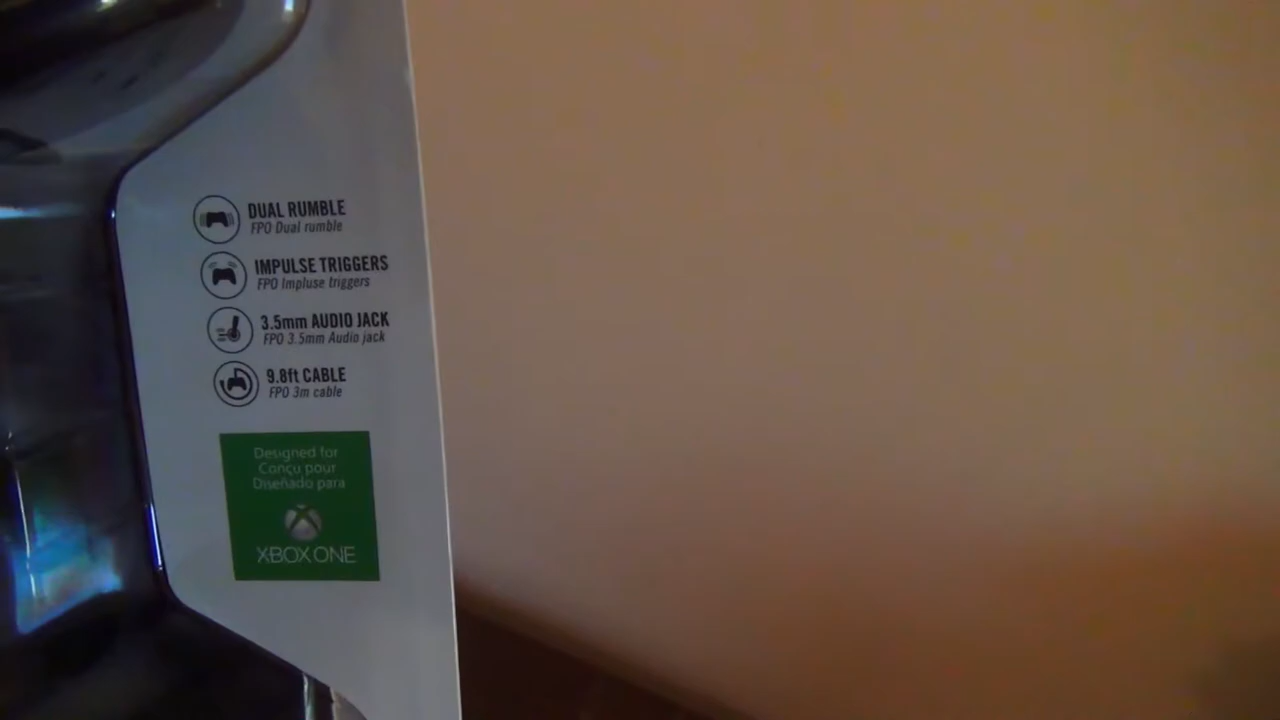 DUAL RUMBLE
FPO Dual rumble
IMPULSE TRIGGERS
FPO Impluse triggers
3.5mm AUDIO JACK
FPO 3.5mm Audio jack
9.8ft CABLE
FPO 3m cable
Designed for
Conçu pour
Diseñado para
XBOX ONE